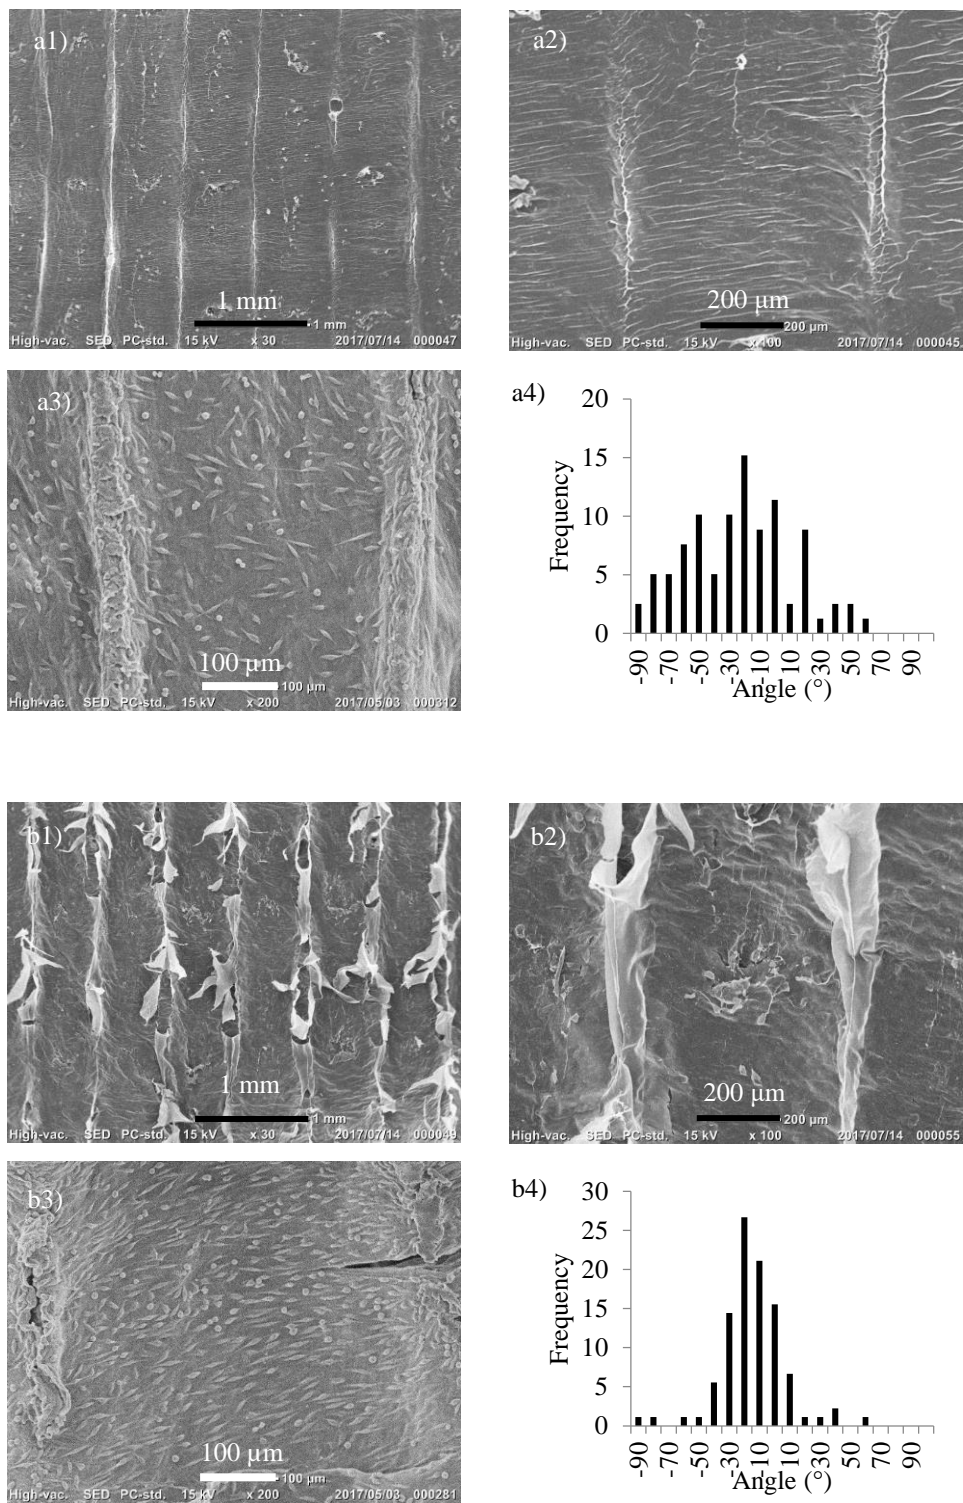 a1)
1 mm
1 mm
High-vac. SED PC-std. 15 kV x 30 2017/07/14 000047
a2)
200 µm
200 µm
High-vac. SED PC-std. 15 kV x 100 2017/07/14 000045
a3)
100 µm
100 µm
High-vac. SED PC-std. 15 kV x 200 2017/05/03 000312
a4)
20
15
10
5
0
Frequency
-90 -70 -50 -30 -10 10 30 50 70 90
Angle (°)
b1)
1 mm
1 mm
High-vac. SED PC-std. 15 kV x 30 2017/07/14 000049
b2)
200 µm
200 µm
High-vac. SED PC-std. 15 kV x 100 2017/07/14 000055
b3)
100 µm
100 µm
High-vac. SED PC-std. 15 kV x 200 2017/05/03 000281
b4)
30
25
20
15
10
5
0
Frequency
-90 -70 -50 -30 -10 10 30 50 70 90
Angle (°)